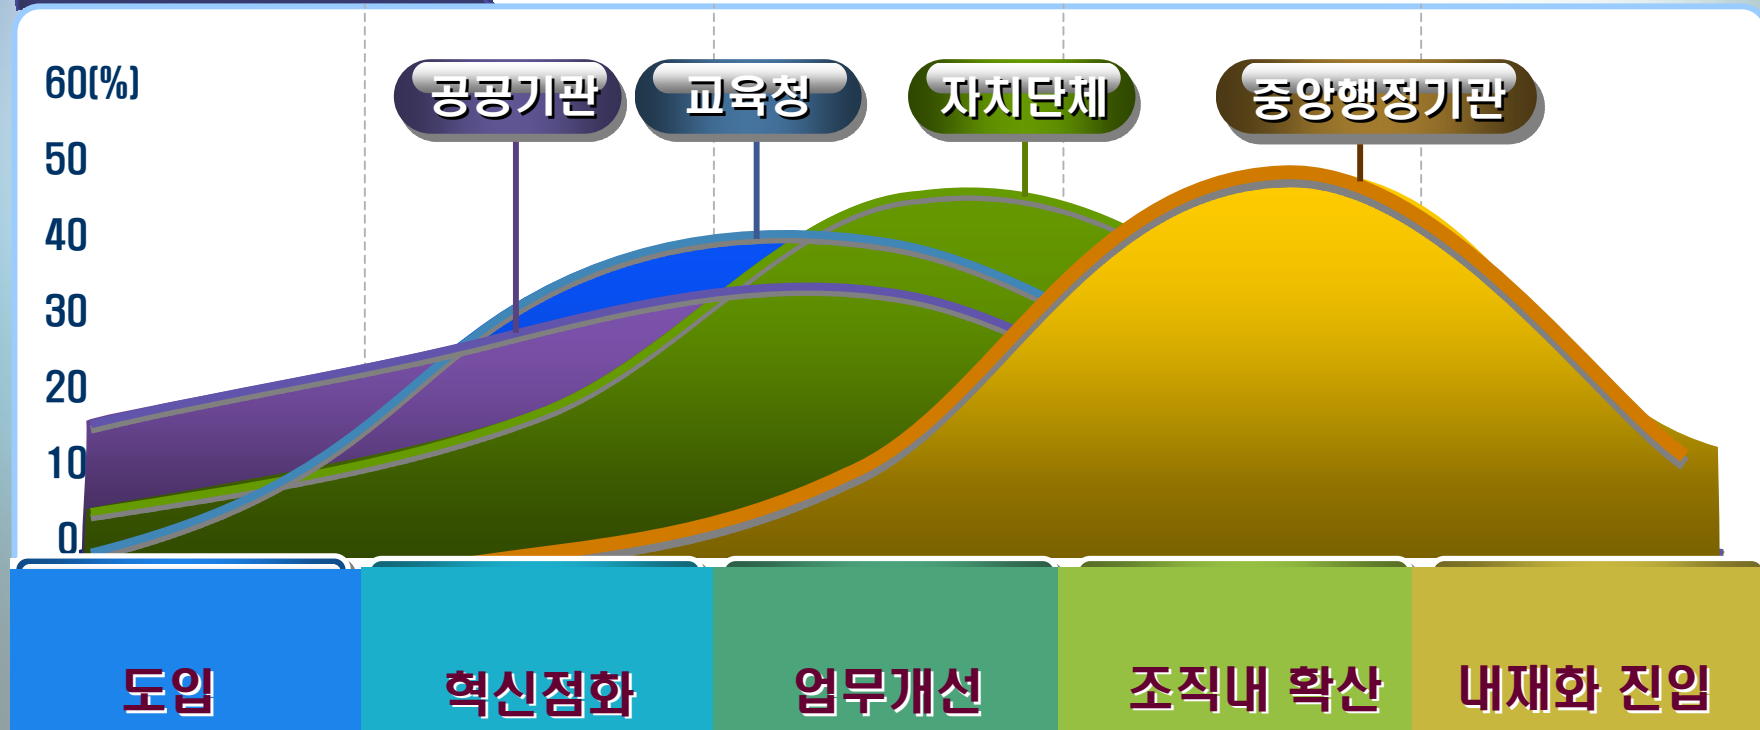 60(%)
공공기관
교육청
자치단체
중앙행정기관
50
40
30
20
10
0
도입
혁신점화
업무개선
조직내 확산
내재화 진입